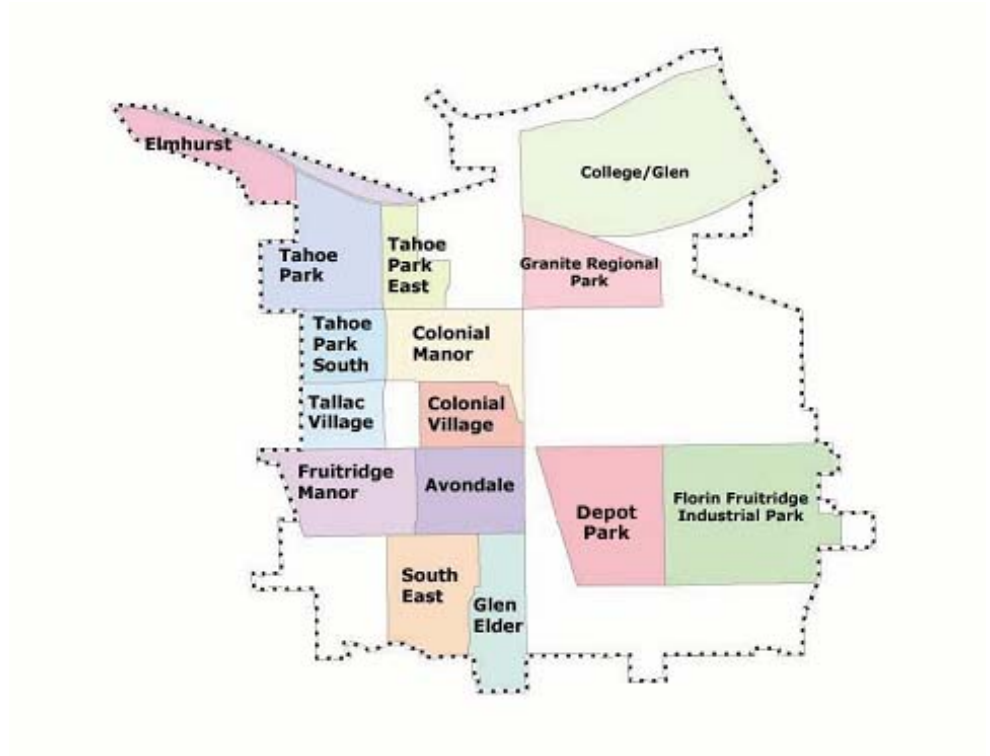 Elmhurst
College/Glen
Tahoe
Park
Tahoe
Park
East
Granite Regional
Park
Tahoe
Park
South
Colonial
Manor
Tallac
Village
Colonial
Village
Fruitridge
Manor
Avondale
Depot
Park
Florin Fruitridge
Industrial Park
South
East
Glen
Elder